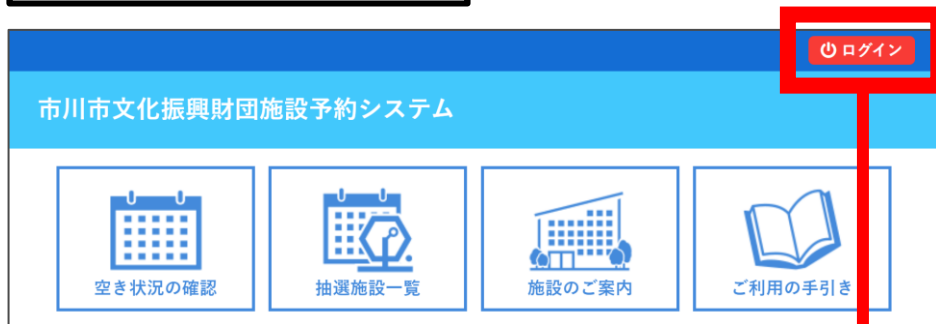 ログイン
市川市文化振興財団施設予約システム
空き状況の確認
抽選施設一覧
施設のご案内
ご利用の手引き